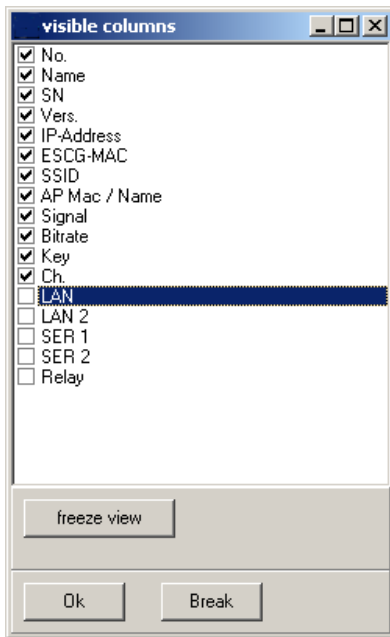 visible columns
No.
Name
SN
Vers.
IP-Address
ESCG-MAC
SSID
AP Mac / Name
Signal
Bitrate
Key
Ch.
LAN
LAN 2
SER 1
SER 2
Relay
freeze view
Ok Break